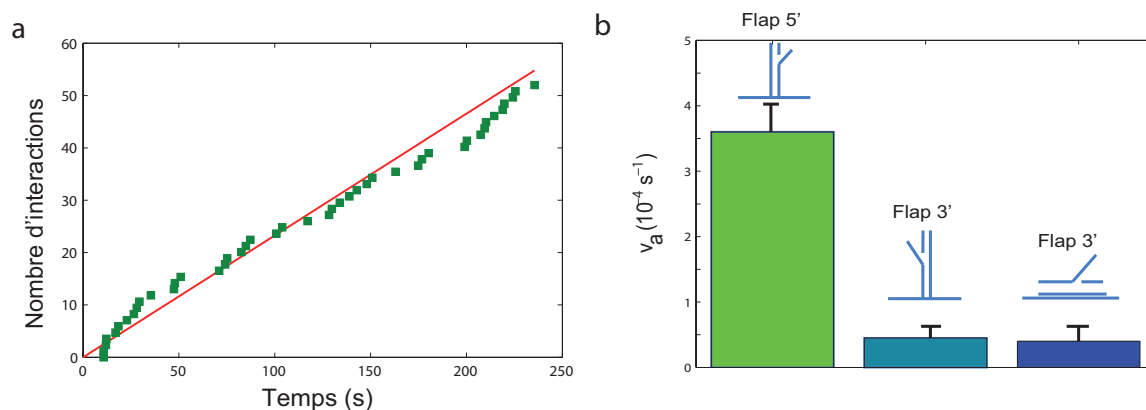 a
Nombre d’interactions
60
50
40
30
20
10
0
0 50 100 150 200 250
Temps (s)
b
v_a (10⁻⁴ s⁻¹)
5
4
3
2
1
0
Flap 5’
Flap 3’
Flap 3’